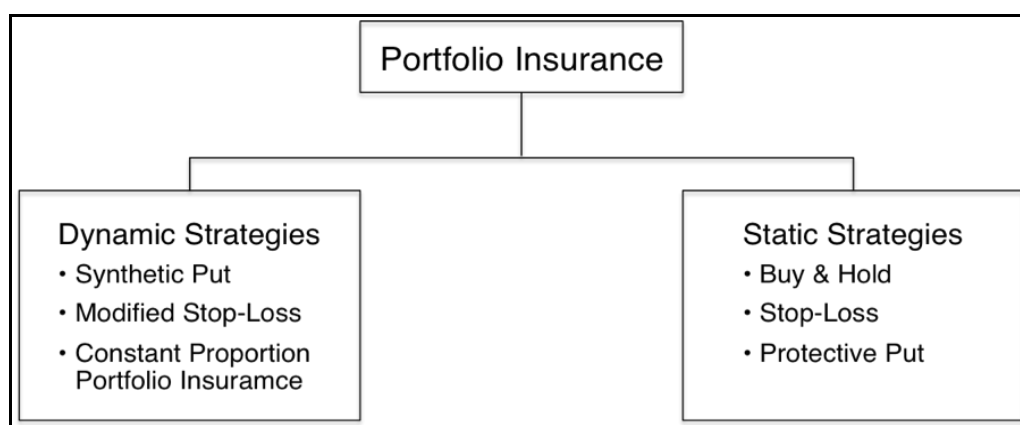 Portfolio Insurance
Dynamic Strategies
• Synthetic Put
• Modified Stop-Loss
• Constant Proportion
Portfolio Insuramce
Static Strategies
• Buy & Hold
• Stop-Loss
• Protective Put